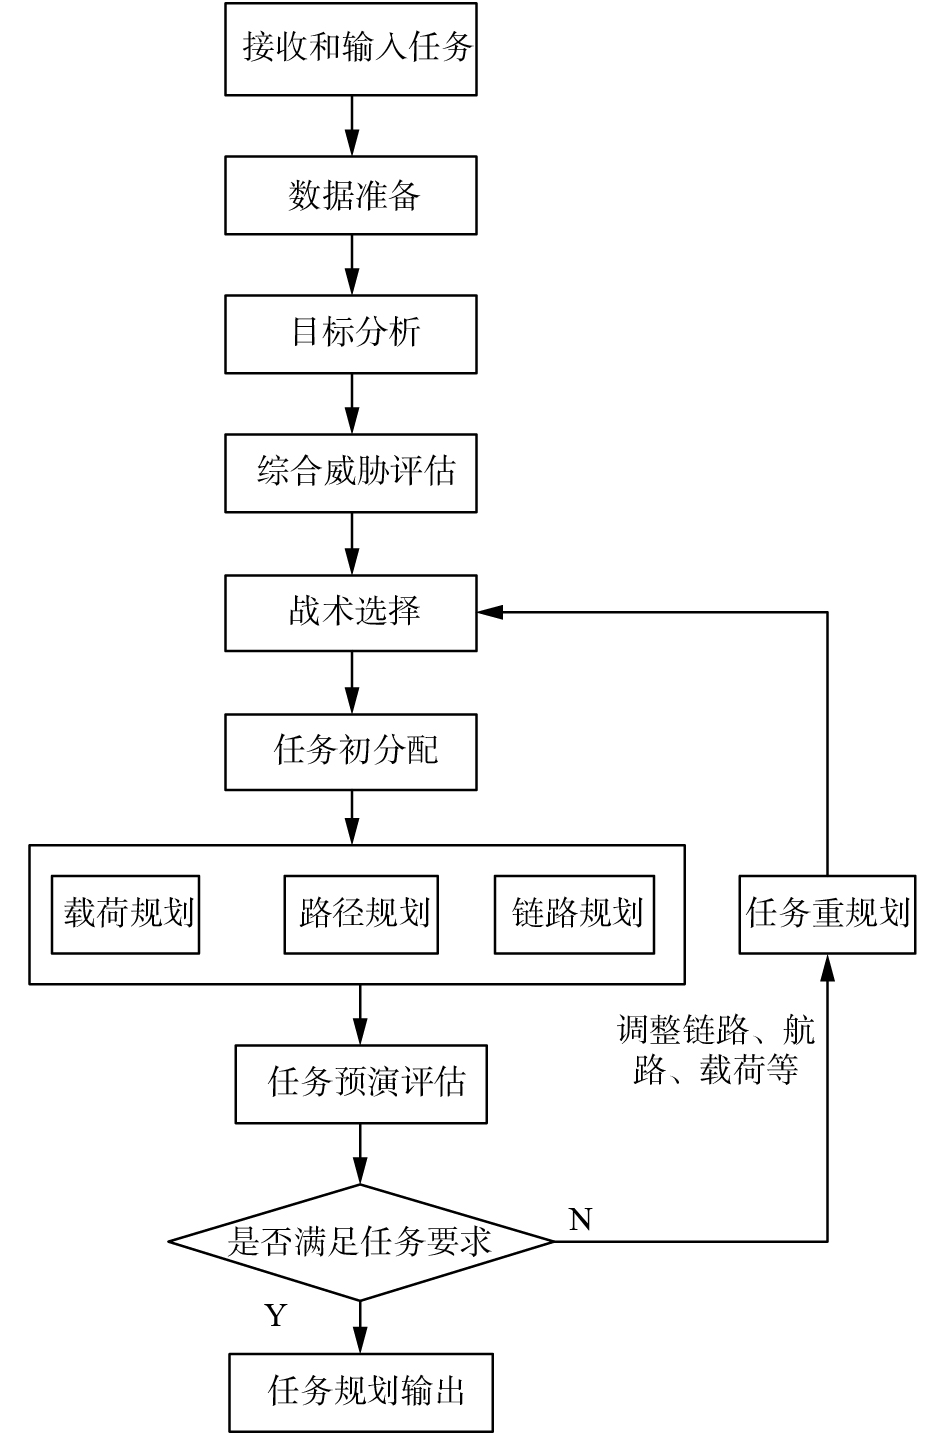 接收和输入任务
数据准备
目标分析
综合威胁评估
战术选择
任务初分配
载荷规划
路径规划
链路规划
任务重规划
调整链路、航
路、载荷等
任务预演评估
是否满足任务要求
N
Y
任务规划输出